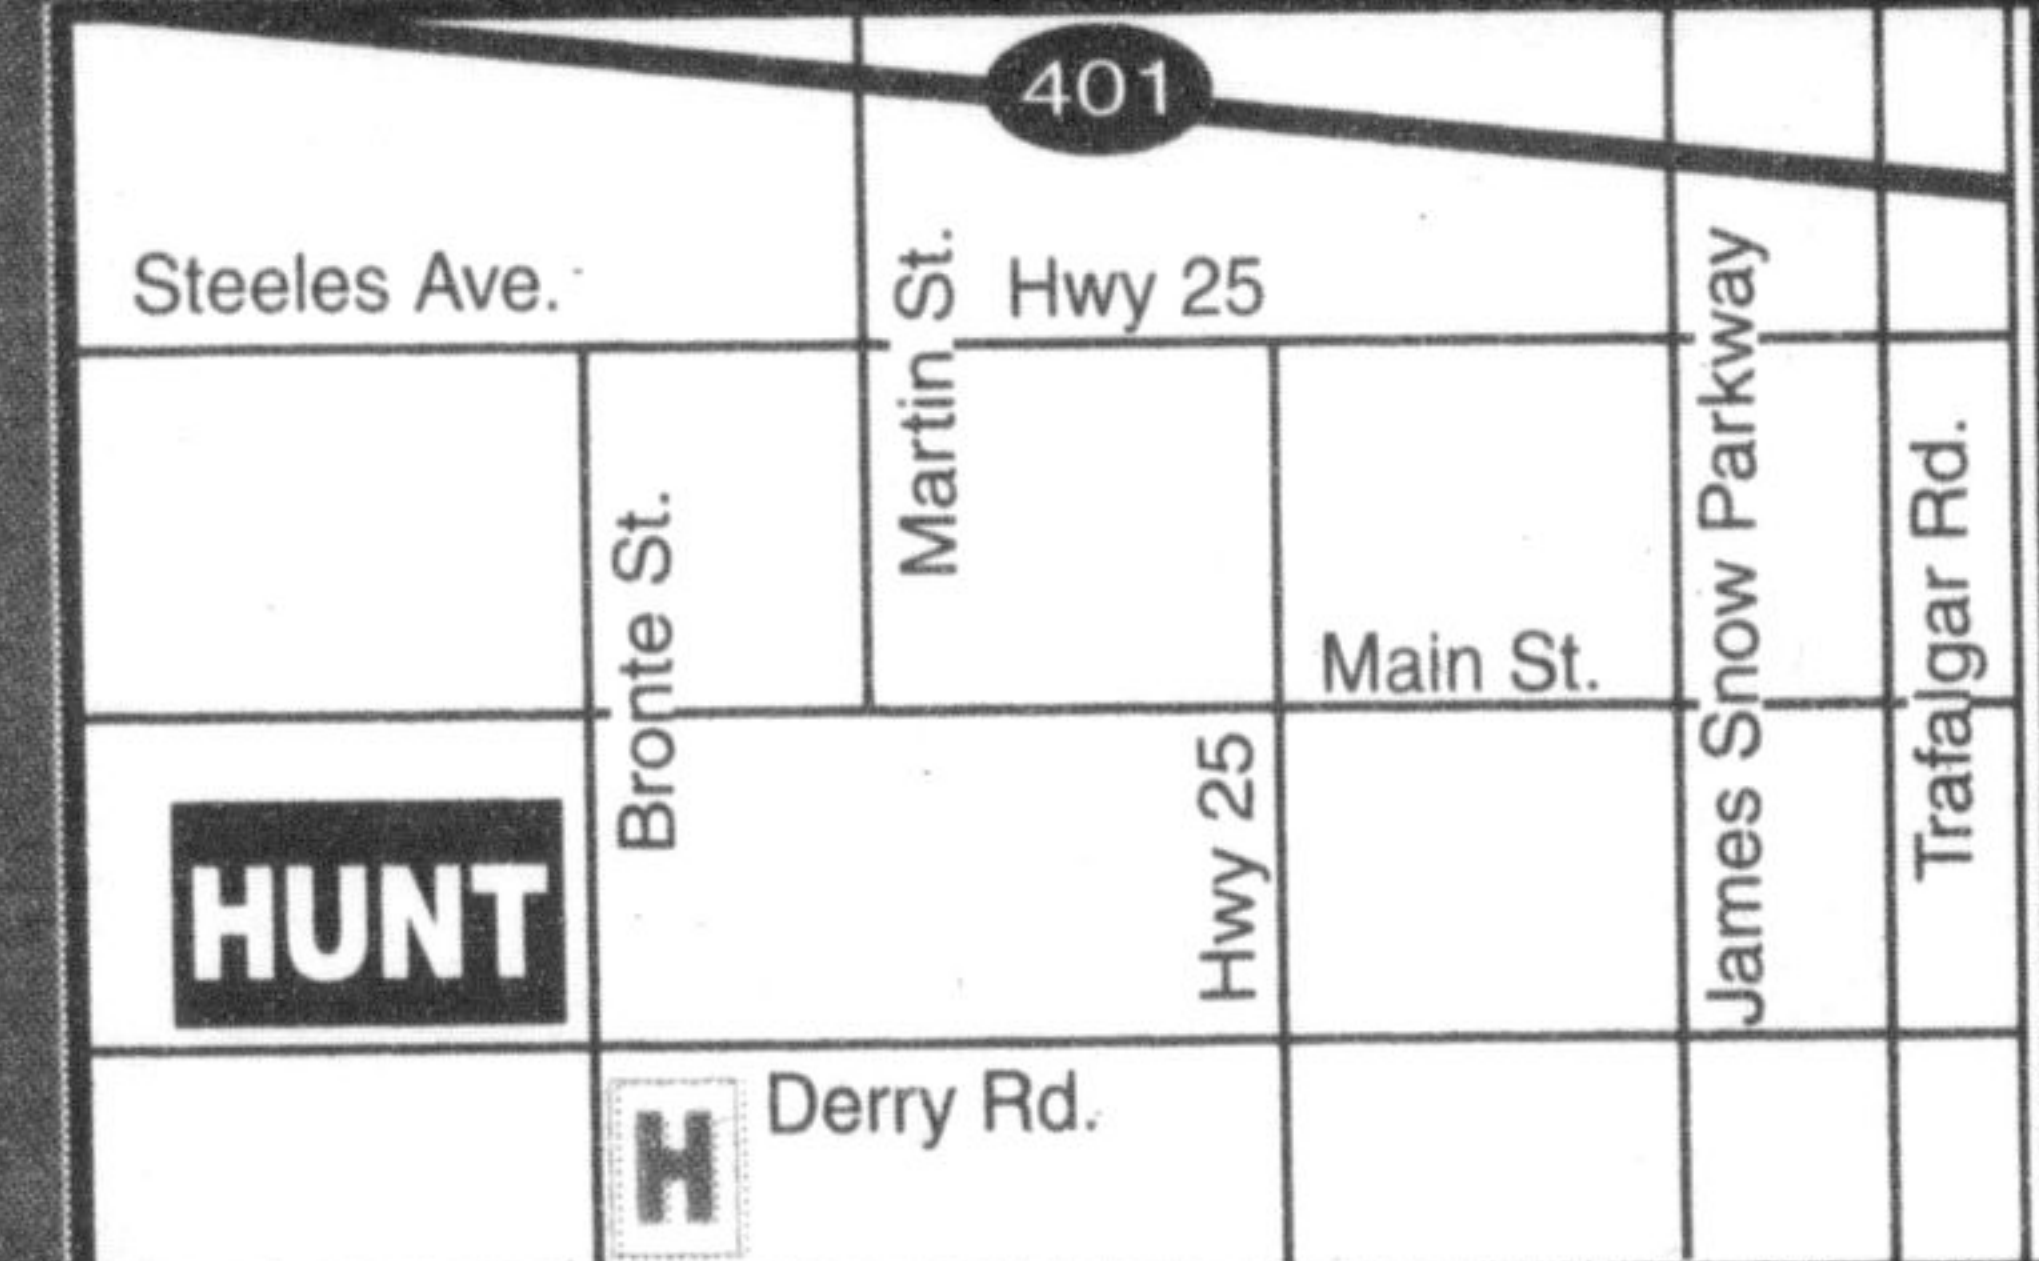 401
Steeles Ave.
Martin St.
Hwy 25
James Snow Parkway
Trafalgar Rd.
Bronte St.
Main St.
Hwy 25
HUNT
Derry Rd.
H